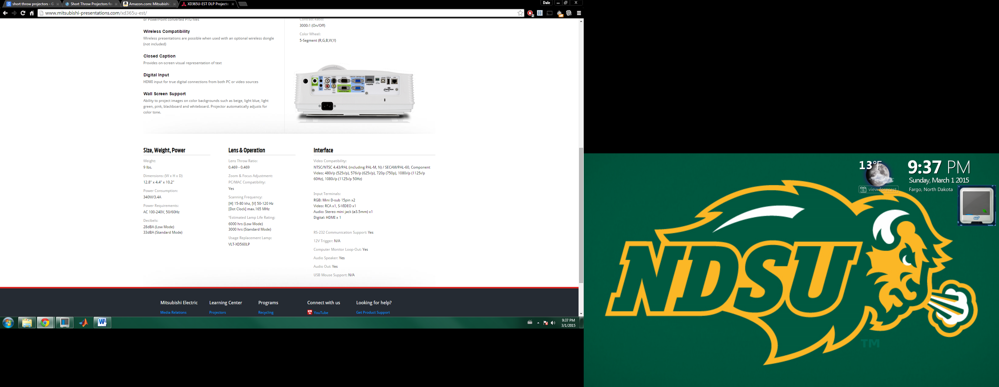 short throw projectors - G
Short Throw Projectors fo
Amazon.com: Mitsubishi
XD365U-EST DLP Projecto
Dale
www.mitsubishi-presentations.com/xd365u-est/
2
off
or PowerPoint converted PTG files
Wireless Compatibility
Wireless presentations are possible when used with an optional wireless dongle
(not included)
Closed Caption
Provides on-screen visual representation of text
Digital Input
HDMI input for true digital connections from both PC or video sources
Wall Screen Support
Ability to project images on color backgrounds such as beige, light blue, light
green, pink, blackboard and whiteboard. Projector automatically adjusts for
color tone.
Contrast Ratio:
3000:1 (On/Off)
Color Wheel:
5-Segment (R,G,B,W,Y)
SERIAL
LAN
HDMI
MONITOR OUT
VIDEO
CRESTRON
Size, Weight, Power
Weight:
9 lbs.
Dimensions: (W x H x D)
12.8" x 4.4" x 10.2"
Power Consumption:
340W/3.4A
Power Requirements:
AC 100-240V, 50/60Hz
Decibels:
28dBA (Low Mode)
33dBA (Standard Mode)
Lens & Operation
Lens Throw Ratio:
0.469 - 0.469
Zoom & Focus Adjustment:
PC/MAC Compatibility:
Yes
Scanning Frequency:
[H] 15-80 khz, [V] 50-120 Hz
[Dot Clock] max.165 MHz
¹Estimated Lamp Life Rating:
6000 hrs (Low Mode)
3000 hrs (Standard Mode)
Usage Replacement Lamp:
VLT-XD560LP
Interface
Video Compatibility:
NTSC/NTSC 4.43/PAL (including PAL-M, N) / SECAM/PAL-60, Component
Video; 480i/p (525i/p), 576i/p (625i/p), 720p (750p), 1080i/p (1125i/p
60Hz), 1080i/p (1125i/p 50Hz)
Input Terminals:
RGB: Mini D-sub 15pin x2
Video: RCA x1, S-VIDEO x1
Audio: Stereo mini jack (ø3.5mm) x1
Digital: HDMI x 1
RS-232 Communication Support: Yes
12V Trigger: N/A
Computer Monitor Loop-Out: Yes
Audio Speaker: Yes
Audio Out: Yes
USB Mouse Support: N/A
Mitsubishi Electric
Media Relations
Learning Center
Projectors
Programs
Recycling
Connect with us
YouTube
Looking for help?
Get Product Support
9:37 PM
3/1/2015
13°F
view forecast
15
9:37 PM
Sunday, March 1 2015
Fargo, North Dakota
intel
NDSU
TM